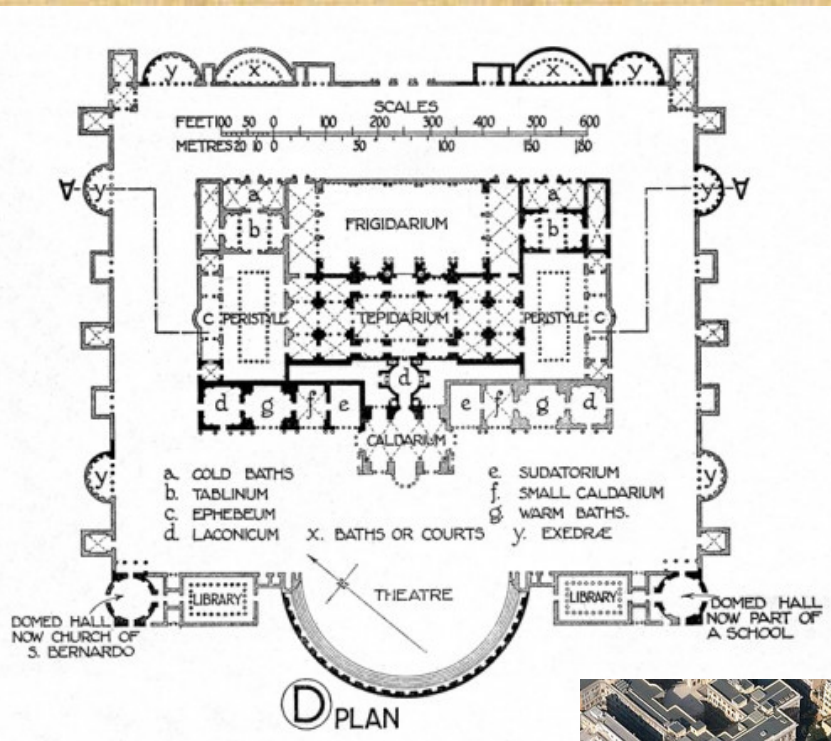 y x x y
SCALES
FEET 100 50 0 100 200 300 400 500 600
METRES 20 10 0 50 150 180
A y y A
a a
b FRIGIDARIUM b
c PERISTYLE TEPIDARIUM PERISTYLE c
d
d g f e e f g d
CALDARIUM
y y
a. COLD BATHS
b. TABLINUM
c. EPHEBEUM
d LACONICUM
e. SUDATORIUM
f. SMALL CALDARIUM
g. WARM BATHS.
x. BATHS OR COURTS
y. EXEDRÆ
THEATRE
LIBRARY
LIBRARY
DOMED HALL
NOW CHURCH OF
S. BERNARDO
DOMED HALL
NOW PART OF
A SCHOOL
D PLAN